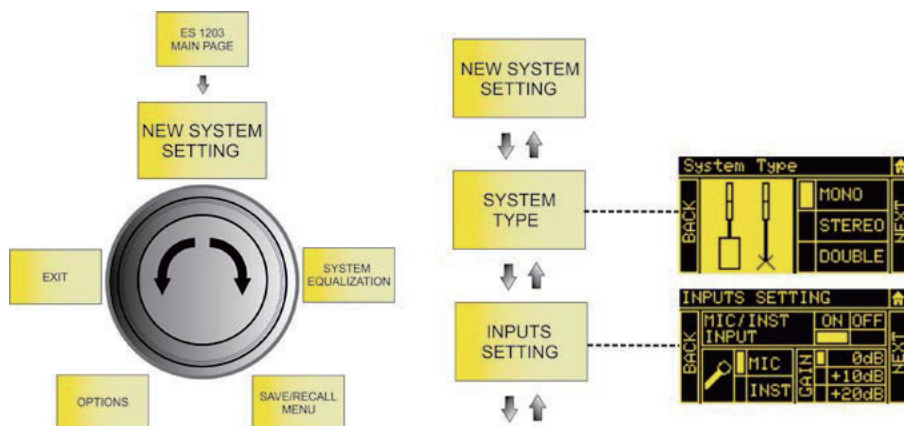 ES 1203
MAIN PAGE
NEW SYSTEM
SETTING
EXIT
SYSTEM
EQUALIZATION
OPTIONS
SAVE/RECALL
MENU
NEW SYSTEM
SETTING
SYSTEM
TYPE
INPUTS
SETTING
System Type
BACK
MONO
STEREO
DOUBLE
NEXT
INPUTS SETTING
BACK
MIC/INST
INPUT
ON OFF
MIC
INST
GAIN
0dB
+10dB
+20dB
NEXT